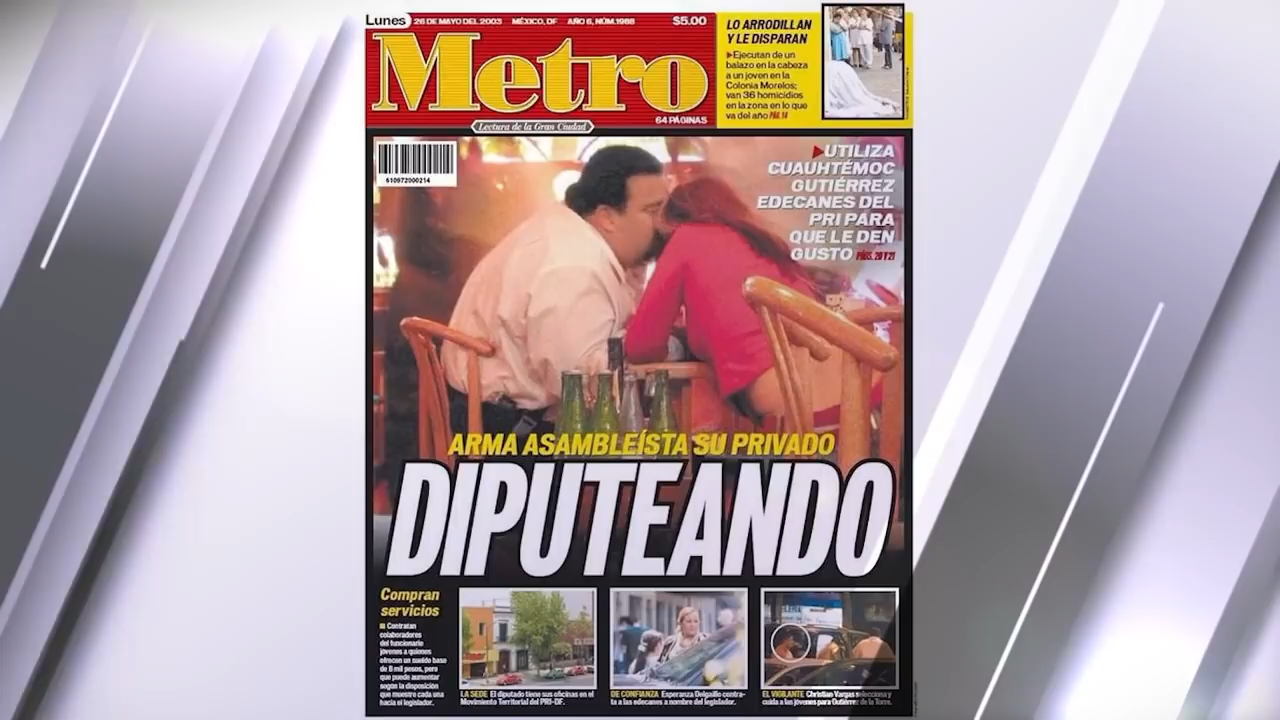 Lunes 26 DE MAYO DEL 2003 MÉXICO, DF AÑO 6, NÚM.1988 $5.00
Metro
64 PÁGINAS
Lectura de la Gran Ciudad
LO ARRODILLAN
Y LE DISPARAN
Ejecutan de un
balazo en la cabeza
a un joven en la
Colonia Morelos;
van 36 homicidios
en la zona en lo que
va del año PÁG. 14
610972000214
UTILIZA
CUAUHTÉMOC
GUTIÉRREZ
EDECANES DEL
PRI PARA
QUE LE DEN
GUSTO PÁGS. 20 Y 21
ARMA ASAMBLEÍSTA SU PRIVADO
DIPUTEANDO
Compran
servicios
Contratan
colaboradores
del funcionario
jóvenes a quienes
ofrecen un sueldo base
de 8 mil pesos, pero
que puede aumentar
según la disposición
que muestre cada una
hacia el legislador.
LA SEDE El diputado tiene sus oficinas en el
Movimiento Territorial del PRI-DF.
DE CONFIANZA Esperanza Delgaillo contra-
ta a las edecanes a nombre del legislador.
EL VIGILANTE Christian Vargas selecciona y
cuida a las jóvenes para Gutiérrez de la Torre.